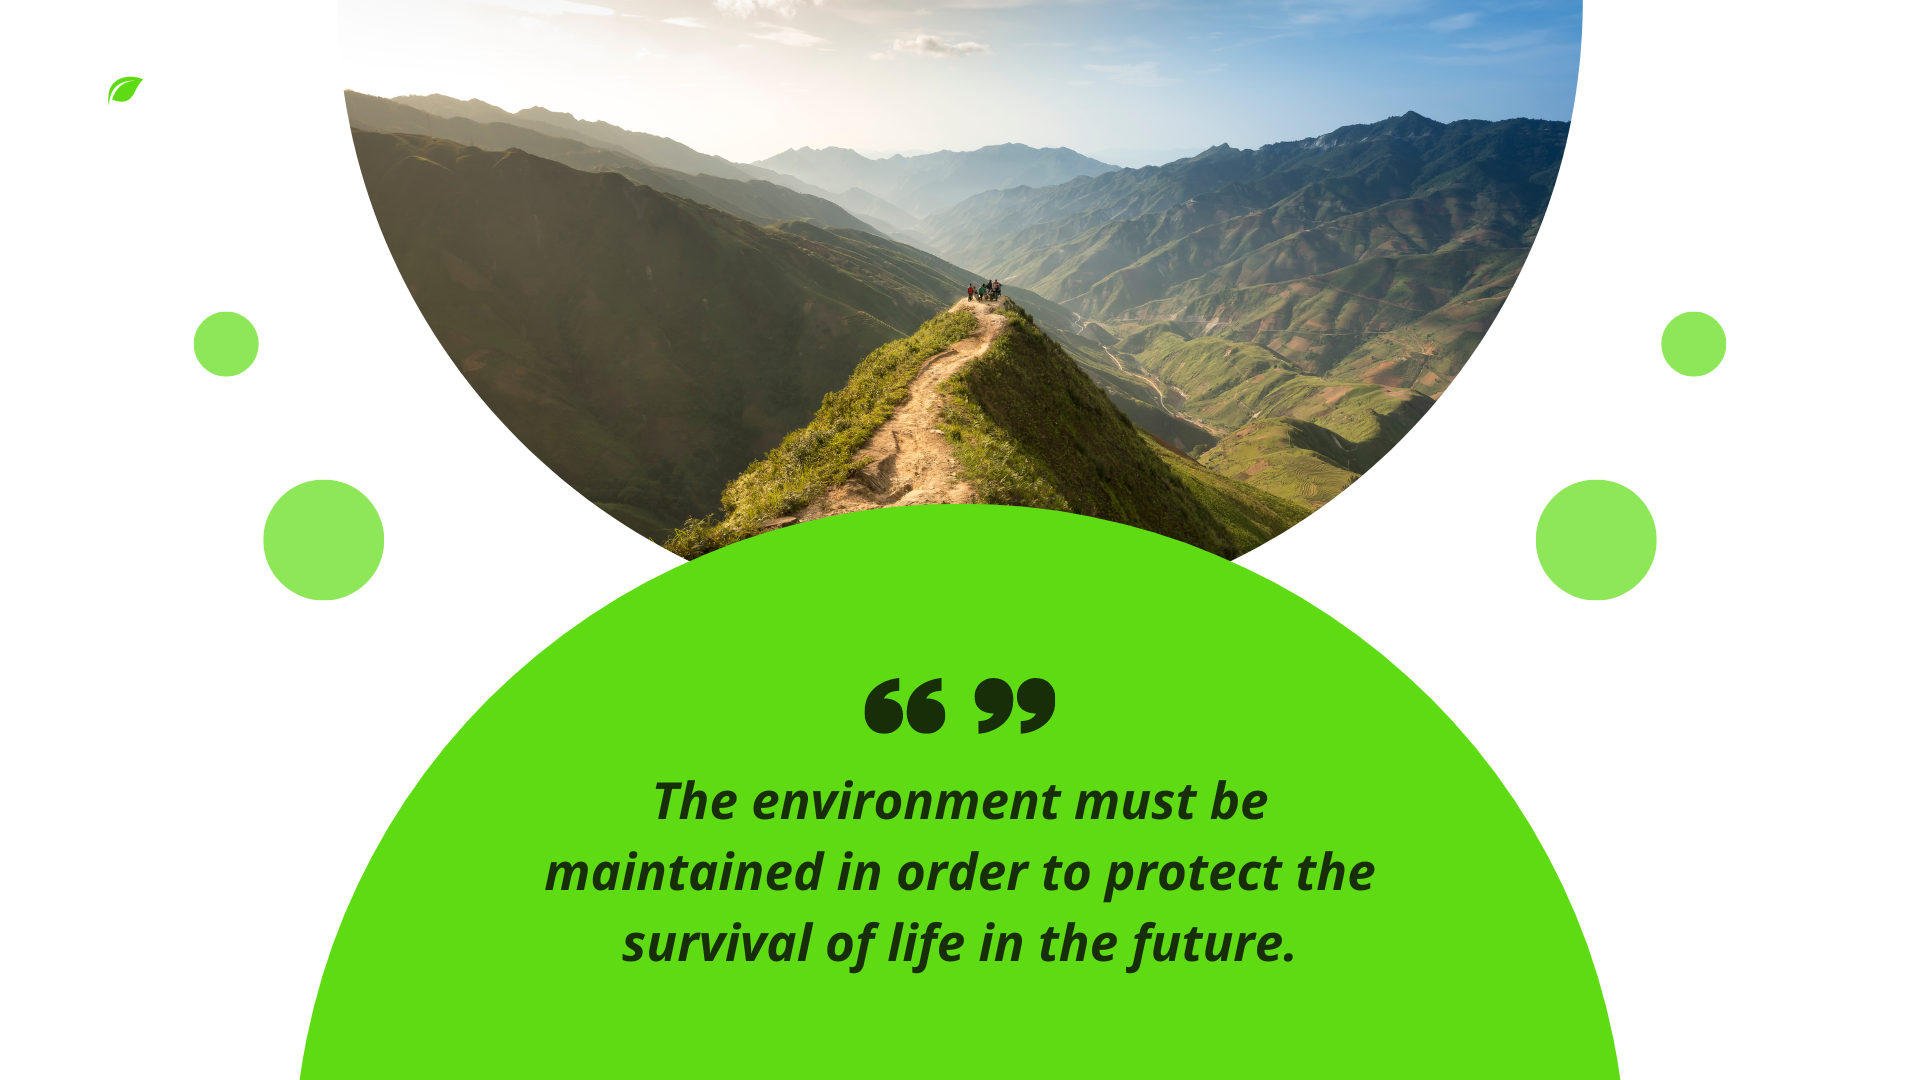 “ ”
The environment must be
maintained in order to protect the
survival of life in the future.